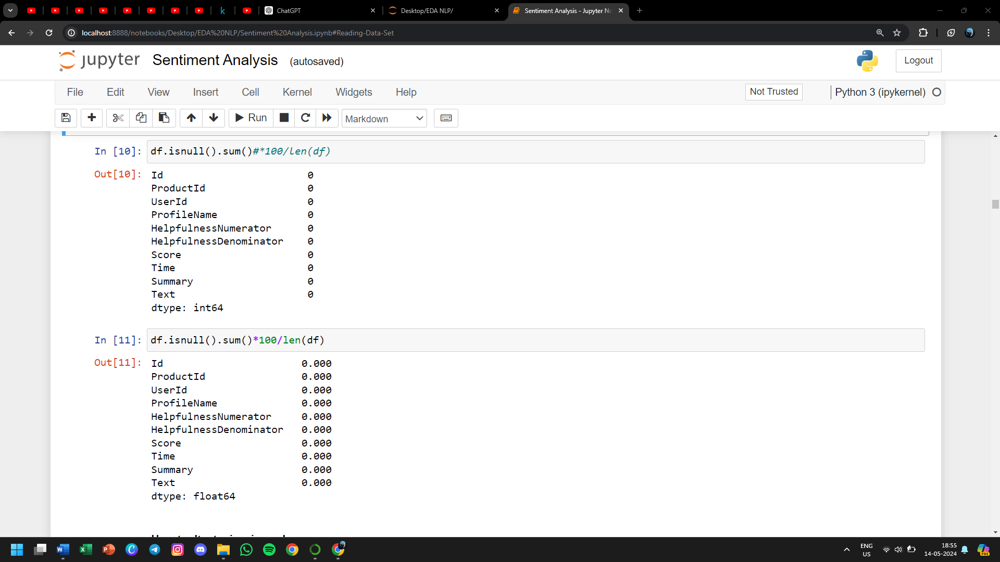 ChatGPT
Desktop/EDA NLP/
Sentiment Analysis - Jupyter No
localhost:8888/notebooks/Desktop/EDA%20NLP/Sentiment%20Analysis.ipynb#Reading-Data-Set
jupyter Sentiment Analysis (autosaved)
Logout
File Edit View Insert Cell Kernel Widgets Help
Not Trusted
Python 3 (ipykernel)
Run
Markdown
In [10]: df.isnull().sum()#*100/len(df)
Out[10]: Id 0
ProductId 0
UserId 0
ProfileName 0
HelpfulnessNumerator 0
HelpfulnessDenominator 0
Score 0
Time 0
Summary 0
Text 0
dtype: int64
In [11]: df.isnull().sum()*100/len(df)
Out[11]: Id 0.000
ProductId 0.000
UserId 0.000
ProfileName 0.000
HelpfulnessNumerator 0.000
HelpfulnessDenominator 0.000
Score 0.000
Time 0.000
Summary 0.000
Text 0.000
dtype: float64
ENG
US
18:55
14-05-2024